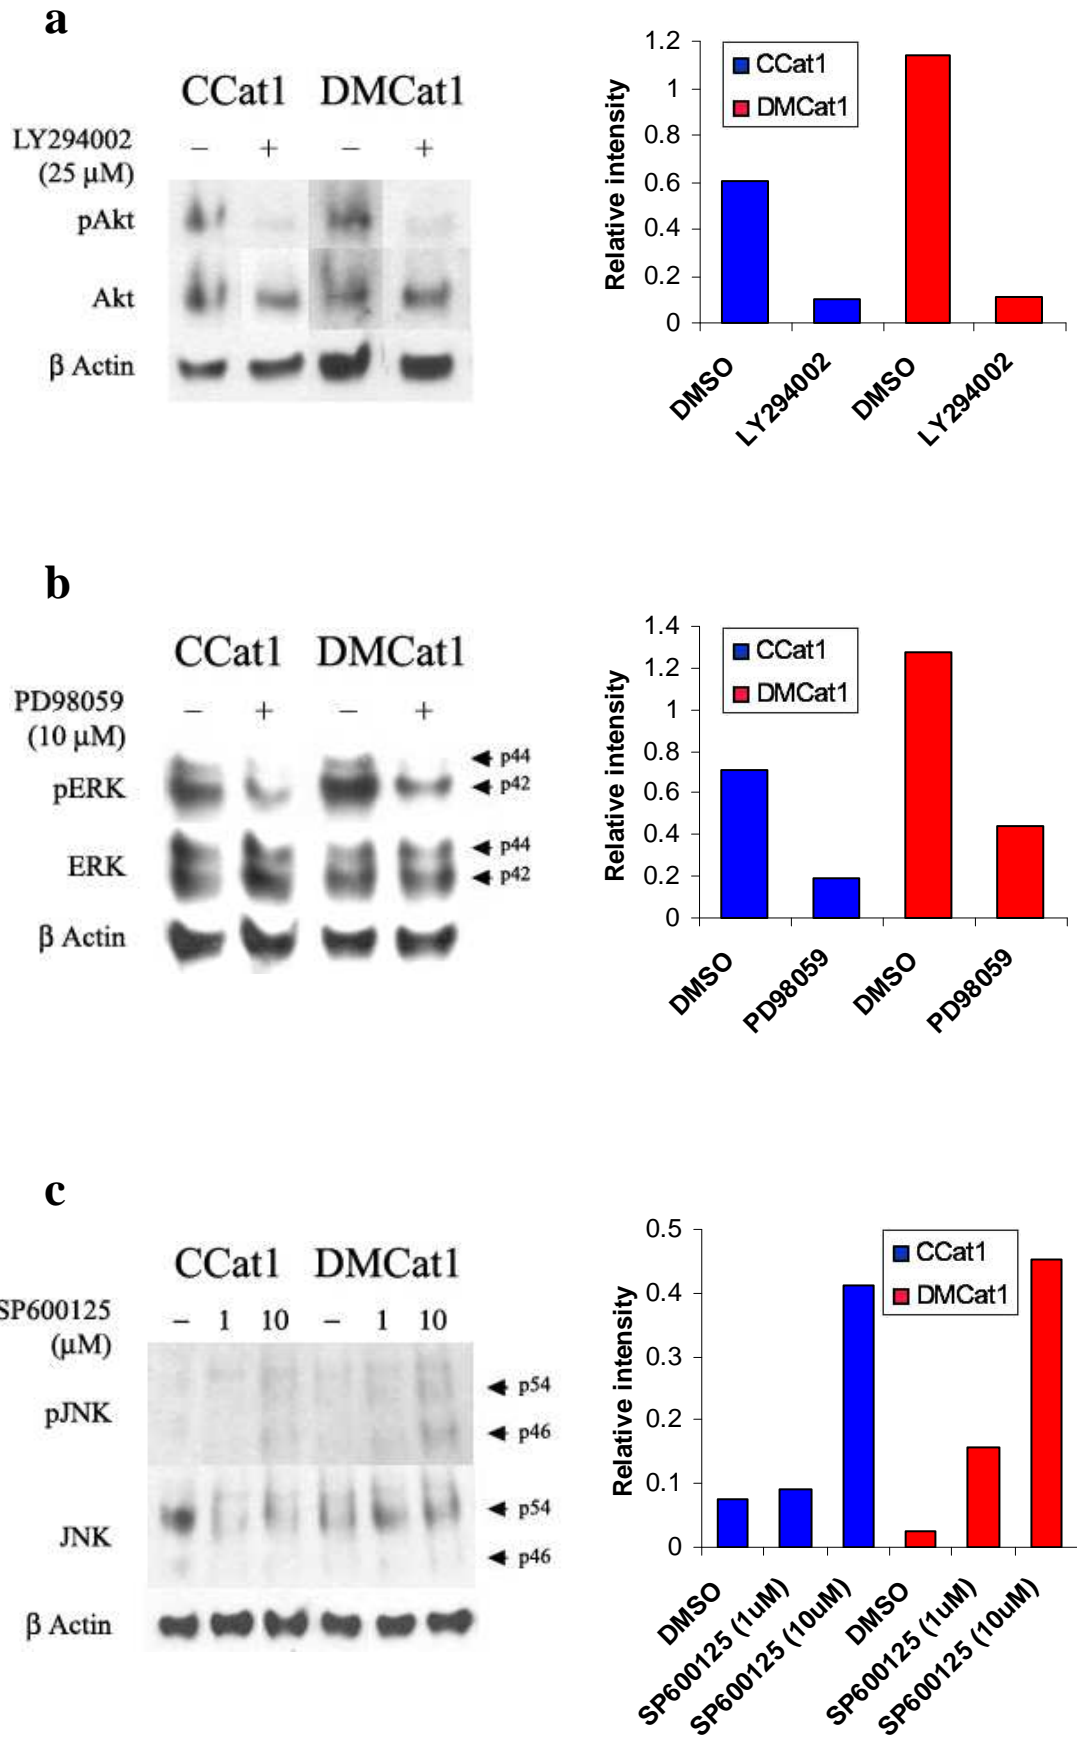 a
CCat1 DMCat1
LY294002 – + – +
(25 µM)
pAkt
Akt
β Actin
1.2
1
0.8
0.6
0.4
0.2
0
Relative intensity
CCat1
DMCat1
DMSO
LY294002
DMSO
LY294002
b
CCat1 DMCat1
PD98059 – + – +
(10 µM)
pERK
p44
p42
ERK
p44
p42
β Actin
1.4
1.2
1
0.8
0.6
0.4
0.2
0
Relative intensity
CCat1
DMCat1
DMSO
PD98059
DMSO
PD98059
c
CCat1 DMCat1
SP600125 – 1 10 – 1 10
(µM)
pJNK
p54
p46
JNK
p54
p46
β Actin
0.5
0.4
0.3
0.2
0.1
0
Relative intensity
CCat1
DMCat1
DMSO
SP600125 (1uM)
SP600125 (10uM)
DMSO
SP600125 (1uM)
SP600125 (10uM)